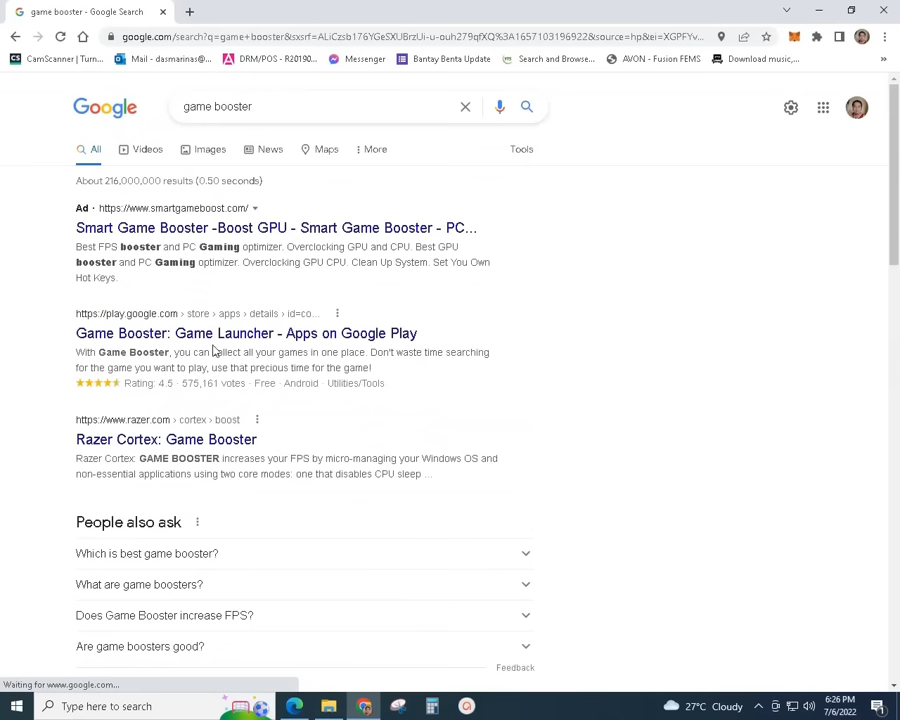 game booster - Google Search
google.com/search?q=game+booster&sxsrf=ALiCzsb176YGeSXUBrzUi-u-ouh279qfXQ%3A1657103196922&source=hp&ei=XGPFYv...
CamScanner | Turn...
Mail - dasmarinas@...
DRM/POS - R20190...
Messenger
Bantay Benta Update
Search and Browse...
AVON - Fusion FEMS
Download music,...
»
Google
game booster
All
Videos
Images
News
Maps
More
Tools
About 216,000,000 results (0.50 seconds)
Ad · https://www.smartgameboost.com/
Smart Game Booster -Boost GPU - Smart Game Booster - PC...
Best FPS booster and PC Gaming optimizer. Overclocking GPU and CPU. Best GPU
booster and PC Gaming optimizer. Overclocking GPU CPU. Clean Up System. Set You Own
Hot Keys.
https://play.google.com › store › apps › details › id=co...
Game Booster: Game Launcher - Apps on Google Play
With Game Booster, you can collect all your games in one place. Don't waste time searching
for the game you want to play, use that precious time for the game!
Rating: 4.5 · 575,161 votes · Free · Android · Utilities/Tools
https://www.razer.com › cortex › boost
Razer Cortex: Game Booster
Razer Cortex: GAME BOOSTER increases your FPS by micro-managing your Windows OS and
non-essential applications using two core modes: one that disables CPU sleep ...
People also ask
Which is best game booster?
What are game boosters?
Does Game Booster increase FPS?
Are game boosters good?
Feedback
Waiting for www.google.com...
Type here to search
27°C Cloudy
6:26 PM
7/6/2022
1